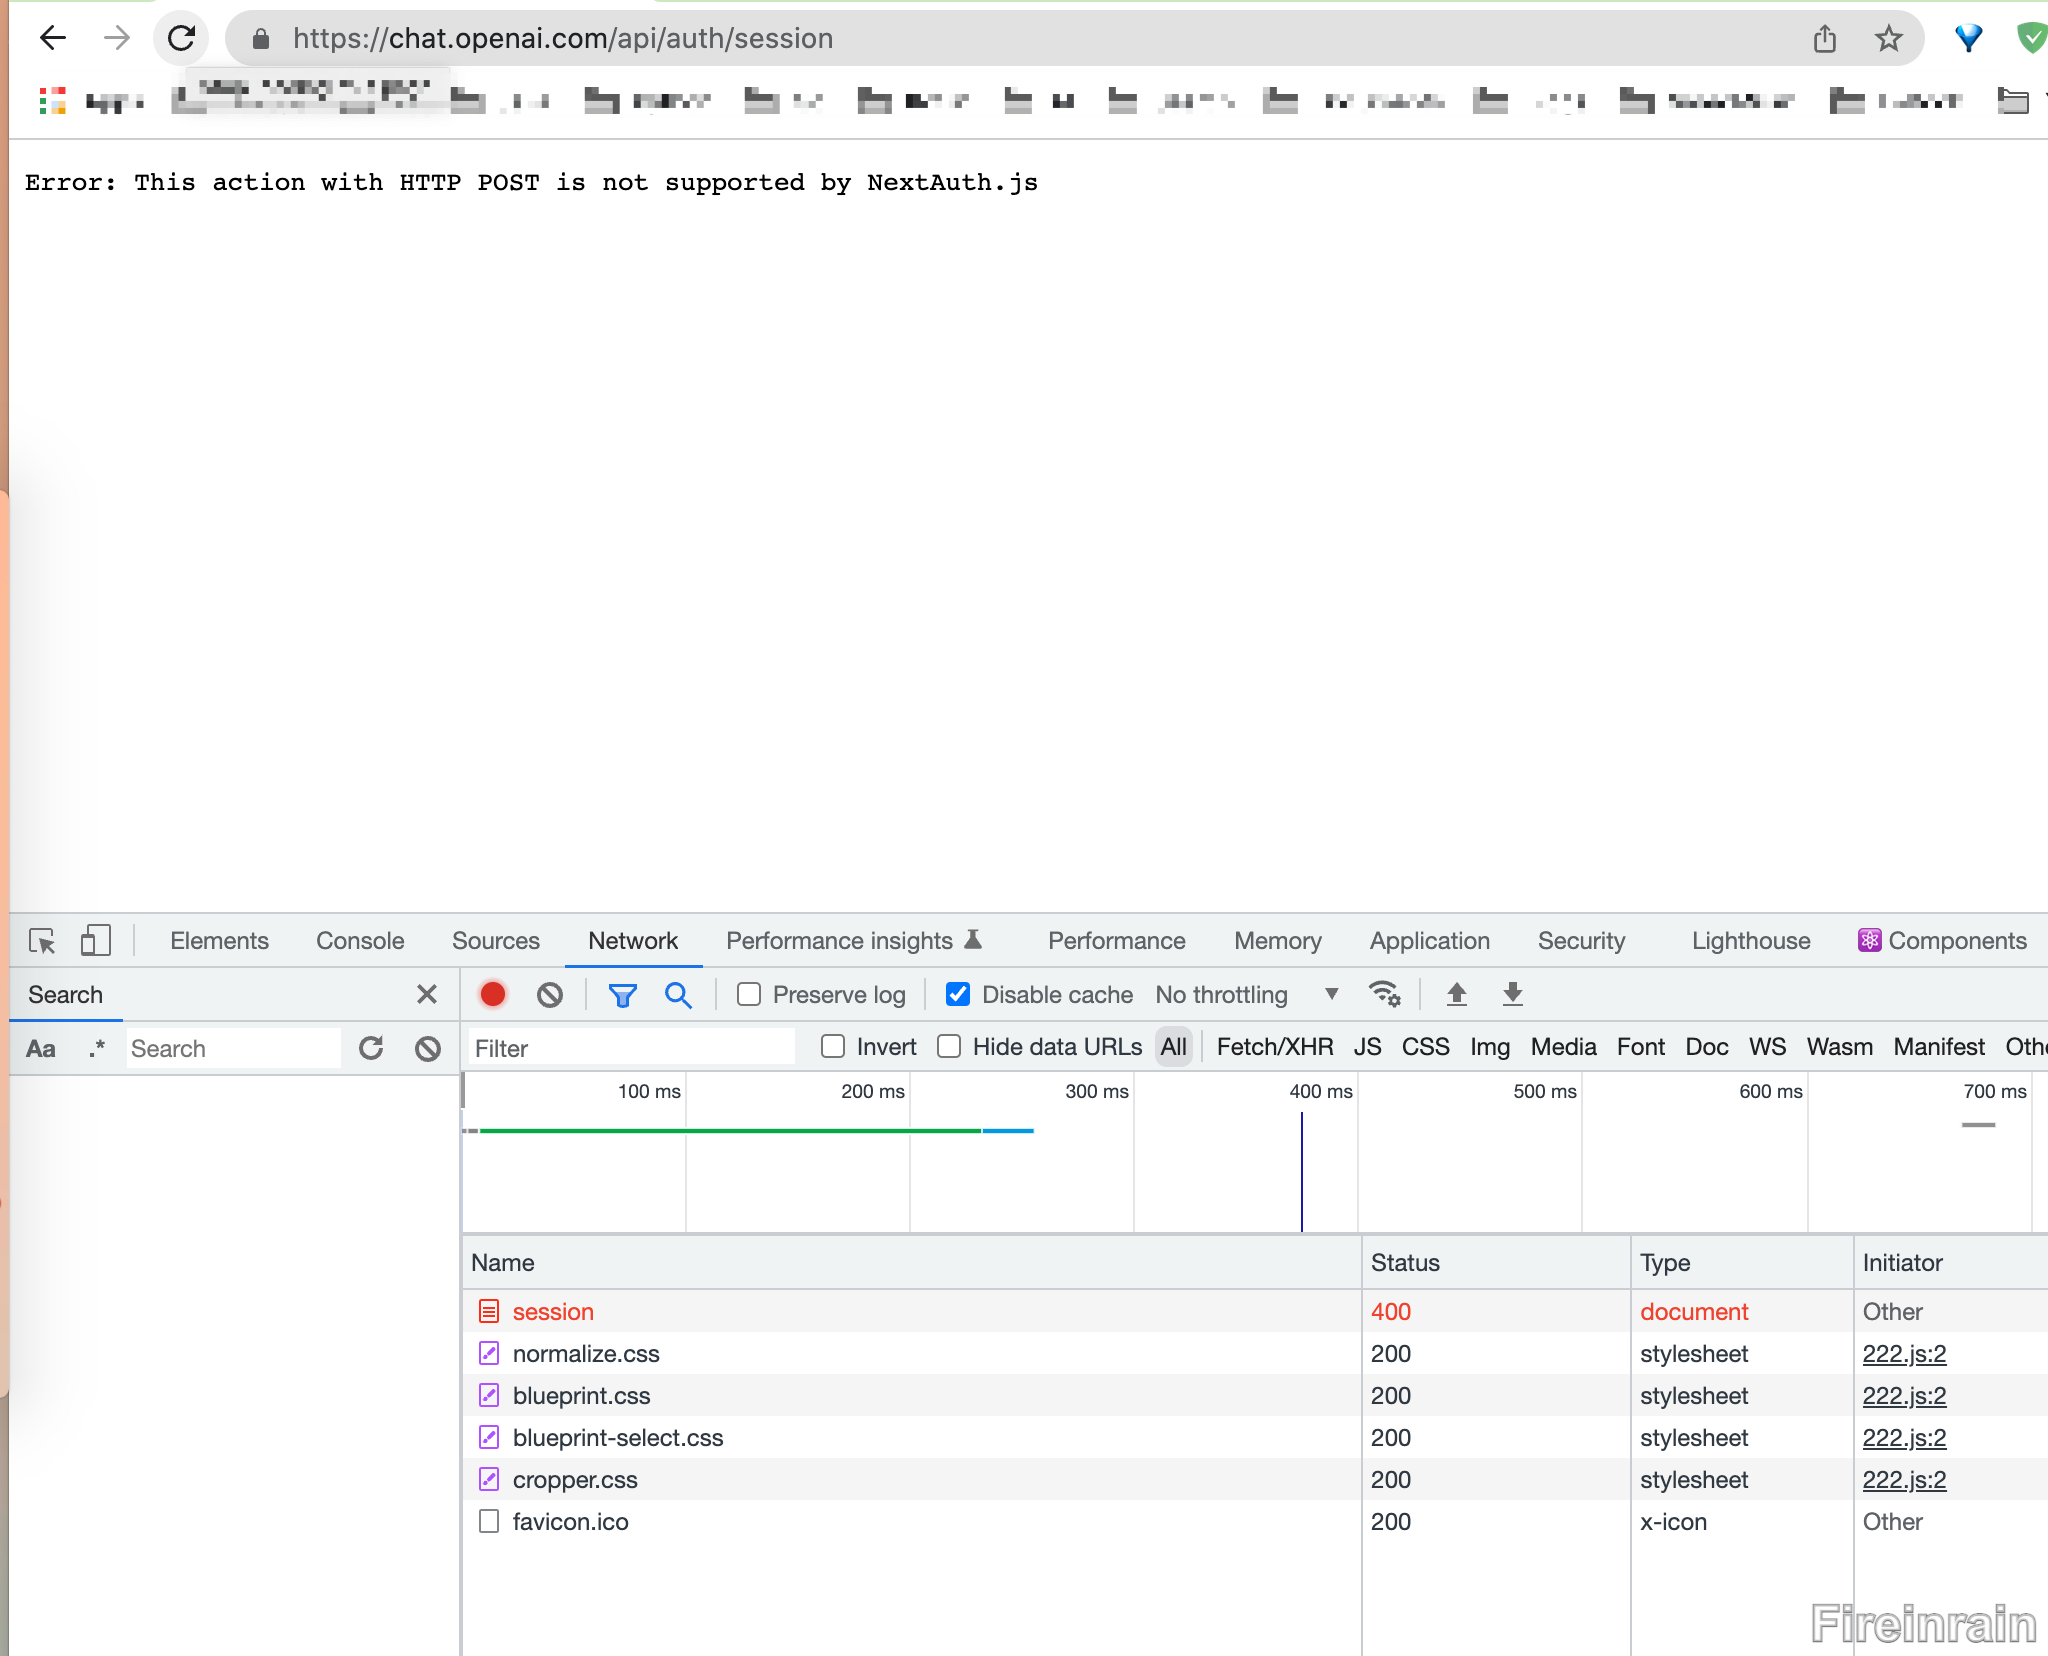 https://chat.openai.com/api/auth/session
Error: This action with HTTP POST is not supported by NextAuth.js
Elements Console Sources Network Performance insights Performance Memory Application Security Lighthouse Components
Search Preserve log Disable cache No throttling
Aa .* Search Filter Invert Hide data URLs All Fetch/XHR JS CSS Img Media Font Doc WS Wasm Manifest Othe
100 ms 200 ms 300 ms 400 ms 500 ms 600 ms 700 ms
Name Status Type Initiator
session 400 document Other
normalize.css 200 stylesheet 222.js:2
blueprint.css 200 stylesheet 222.js:2
blueprint-select.css 200 stylesheet 222.js:2
cropper.css 200 stylesheet 222.js:2
favicon.ico 200 x-icon Other
Fireinrain